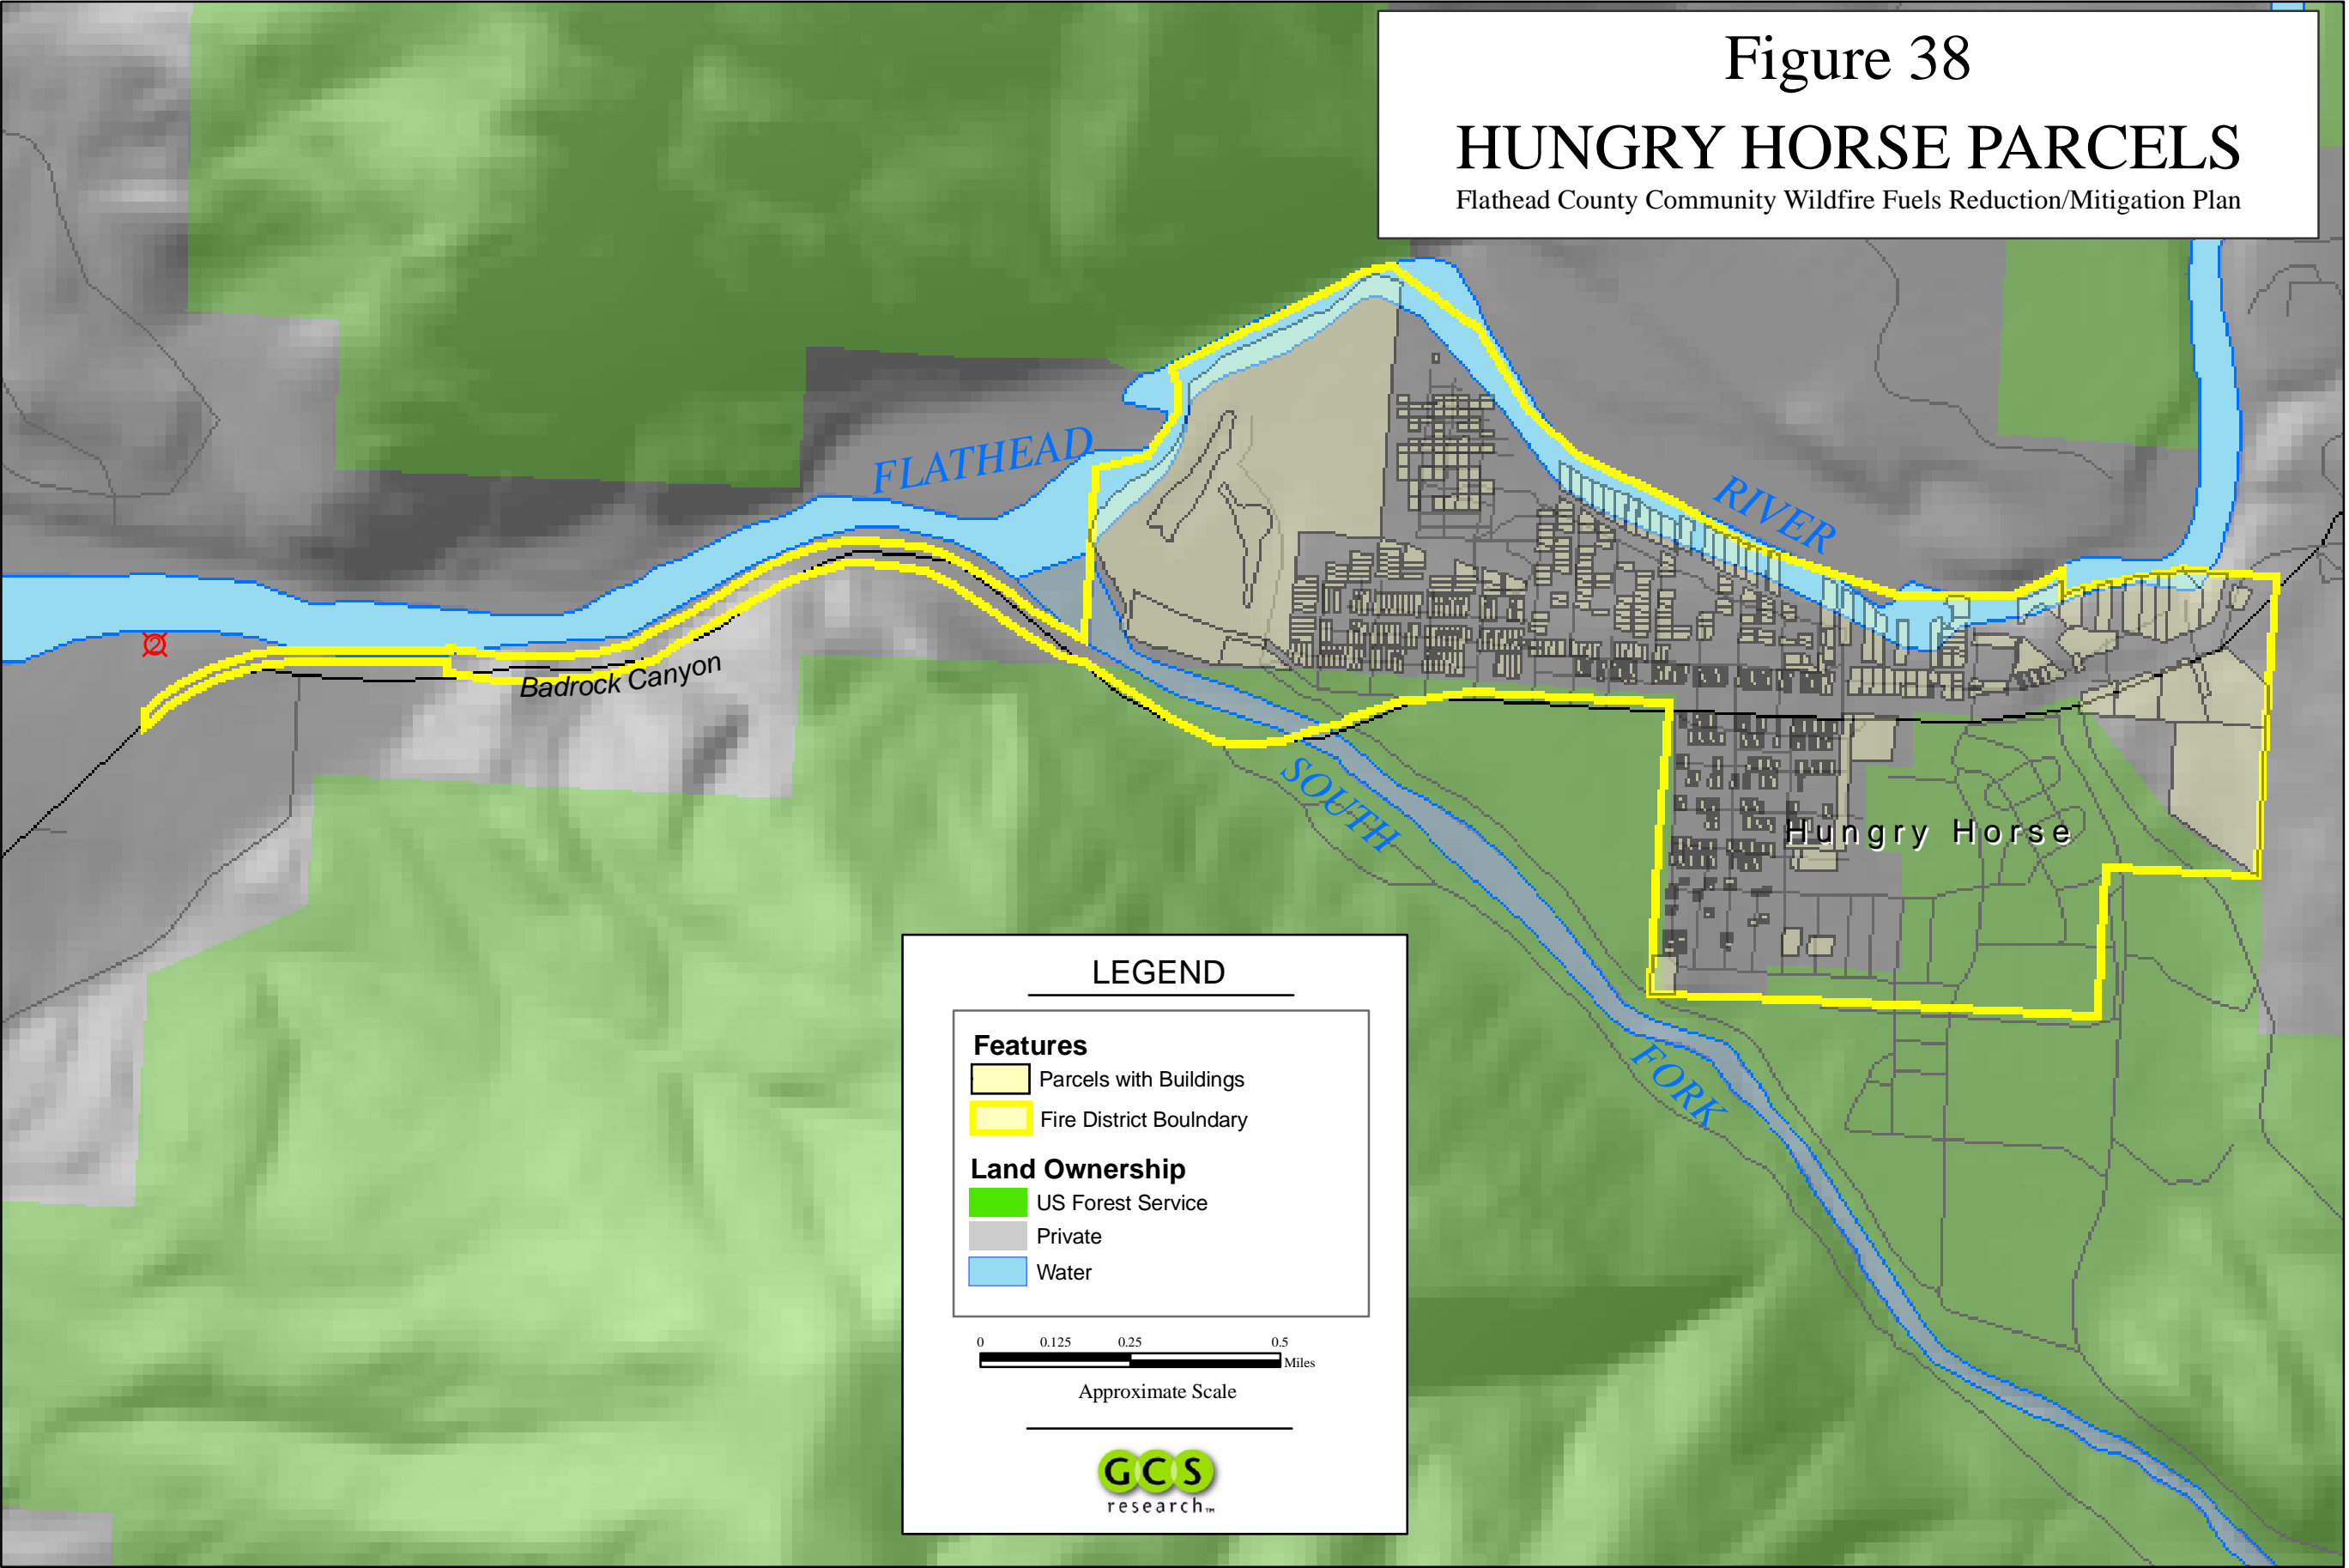 Figure 38
HUNGRY HORSE PARCELS
Flathead County Community Wildfire Fuels Reduction/Mitigation Plan
FLATHEAD
RIVER
2
Badrock Canyon
SOUTH
Hungry Horse
FORK
LEGEND
Features
Parcels with Buildings
Fire District Boulndary
Land Ownership
US Forest Service
Private
Water
0 0.125 0.25 0.5
Miles
Approximate Scale
GCS
research™